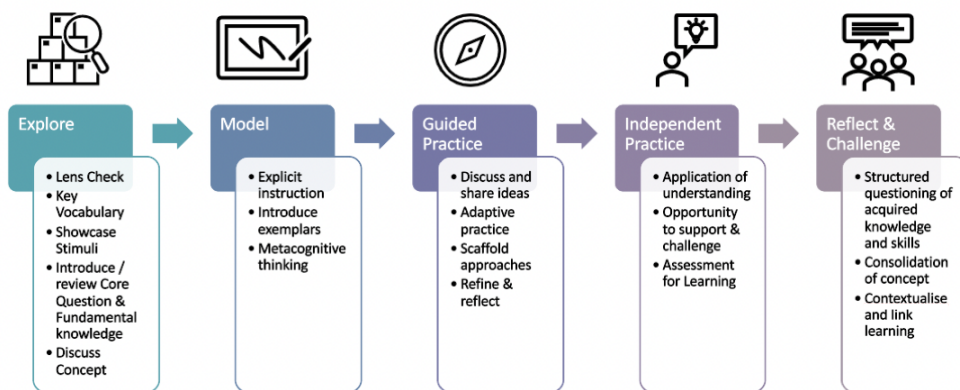 Explore
• Lens Check
• Key
Vocabulary
• Showcase
Stimuli
• Introduce /
review Core
Question &
Fundamental
knowledge
• Discuss
Concept
Model
• Explicit
instruction
• Introduce
exemplars
• Metacognitive
thinking
Guided
Practice
• Discuss and
share ideas
• Adaptive
practice
• Scaffold
approaches
• Refine &
reflect
Independent
Practice
• Application of
understanding
• Opportunity
to support &
challenge
• Assessment
for Learning
Reflect &
Challenge
• Structured
questioning of
acquired
knowledge
and skills
• Consolidation
of concept
• Contextualise
and link
learning